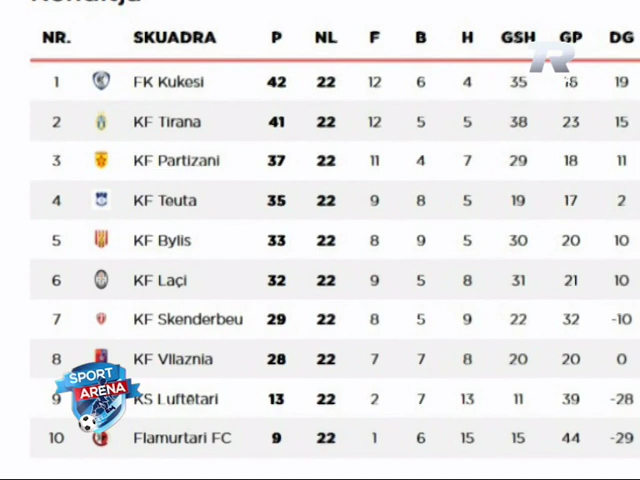 NR. SKUADRA P NL F B H GSH GP DG
1 FK Kukesi 42 22 12 6 4 35 19
2 KF Tirana 41 22 12 5 5 38 23 15
3 KF Partizani 37 22 11 4 7 29 18 11
4 KF Teuta 35 22 9 8 5 19 17 2
5 KF Bylis 33 22 8 9 5 30 20 10
6 KF Laçi 32 22 9 5 8 31 21 10
7 KF Skenderbeu 29 22 8 5 9 22 32 -10
8 KF Vllaznia 28 22 7 7 8 20 20 0
9 KS Luftëtari 13 22 2 7 13 11 39 -28
10 Flamurtari FC 9 22 1 6 15 15 44 -29
SPORT
ARENA